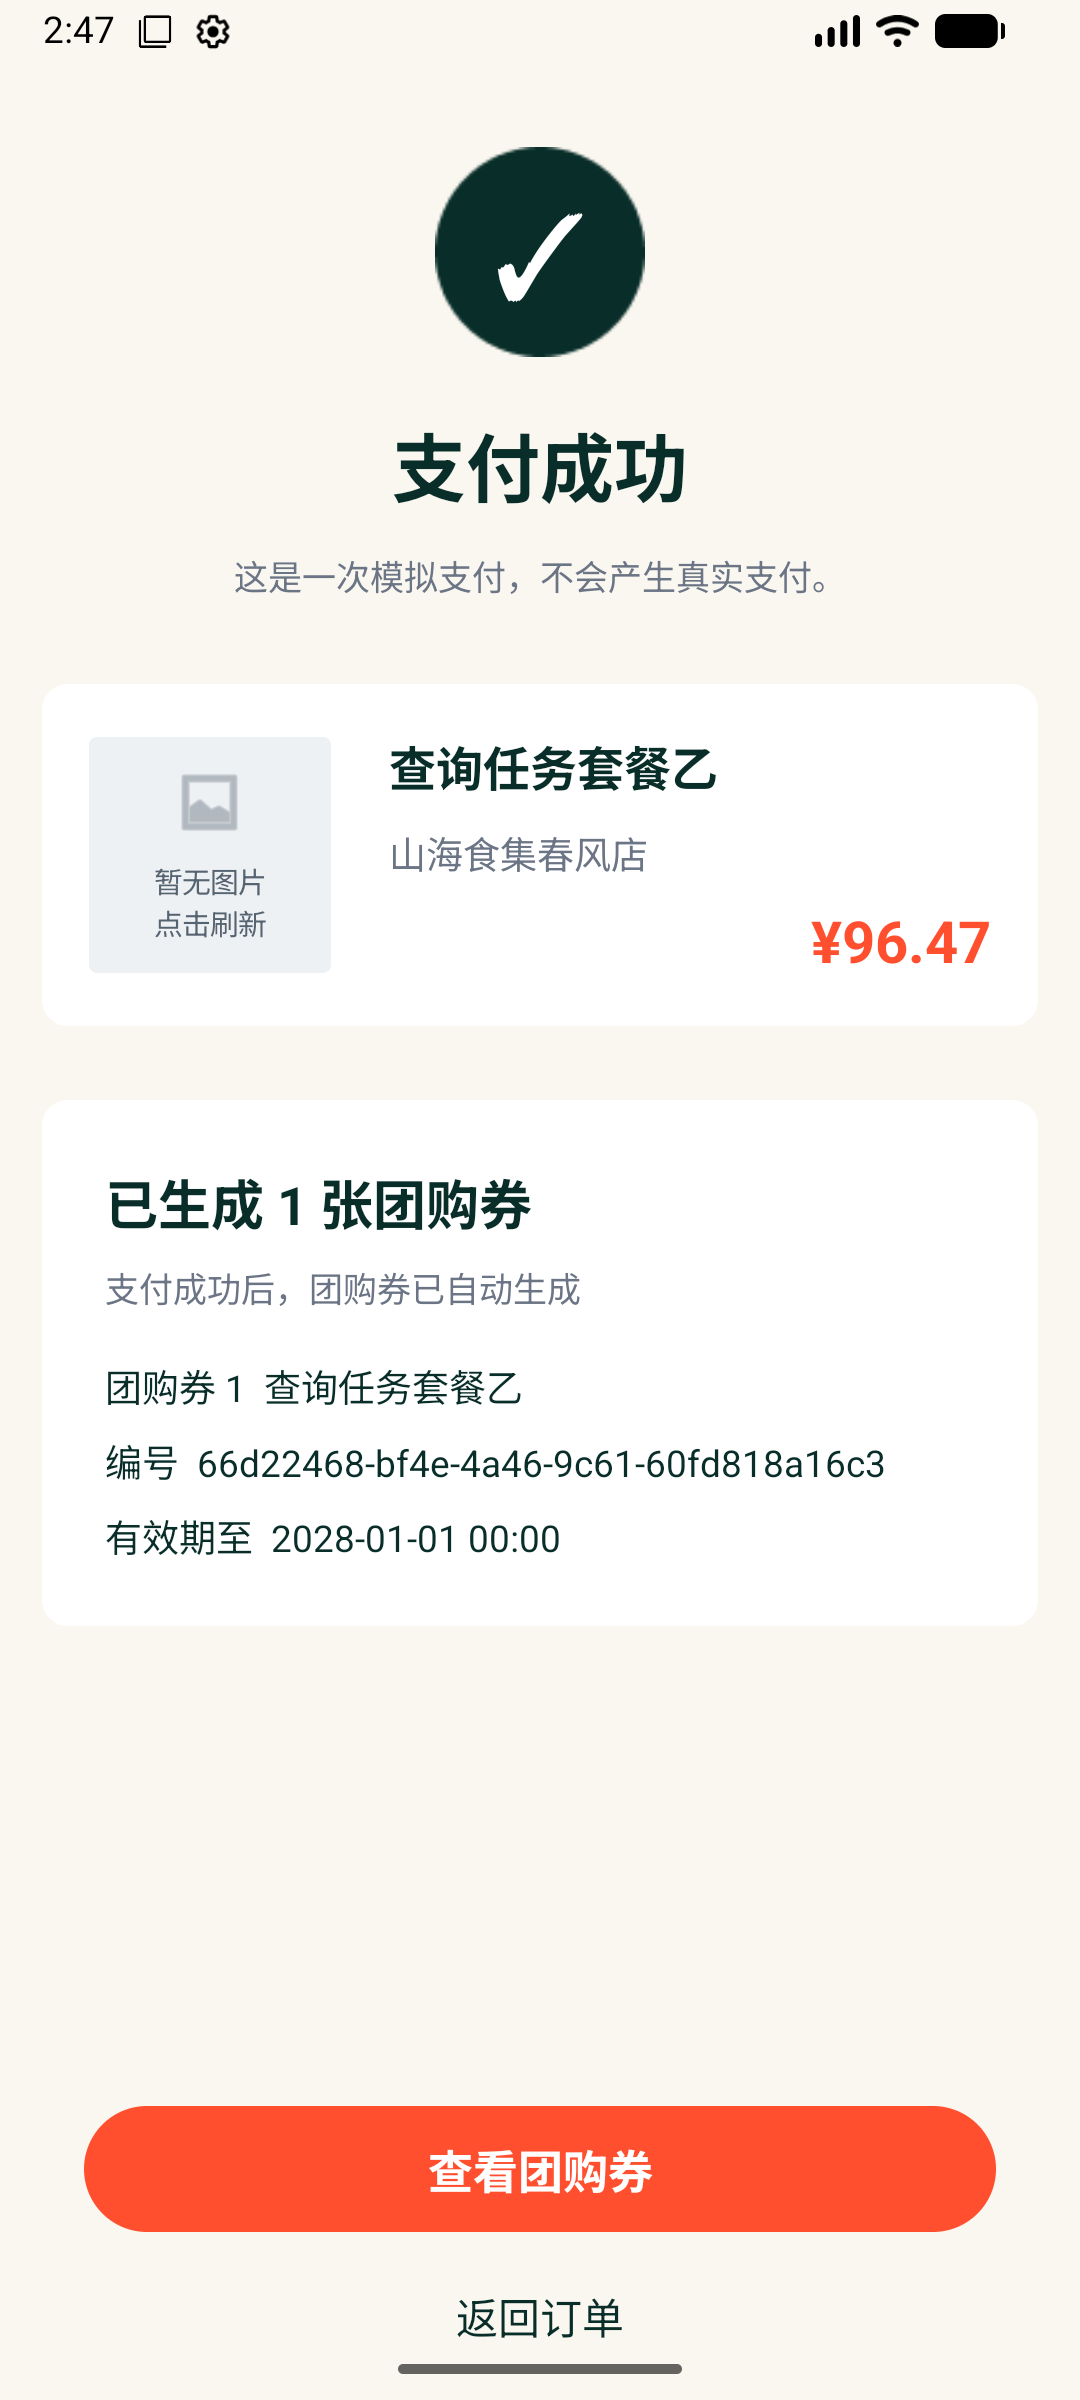 2:47
支付成功
这是一次模拟支付，不会产生真实支付。
查询任务套餐乙
山海食集春风店
暂无图片
点击刷新
¥96.47
已生成 1 张团购券
支付成功后，团购券已自动生成
团购券 1 查询任务套餐乙
编号 66d22468-bf4e-4a46-9c61-60fd818a16c3
有效期至 2028-01-01 00:00
查看团购券
返回订单